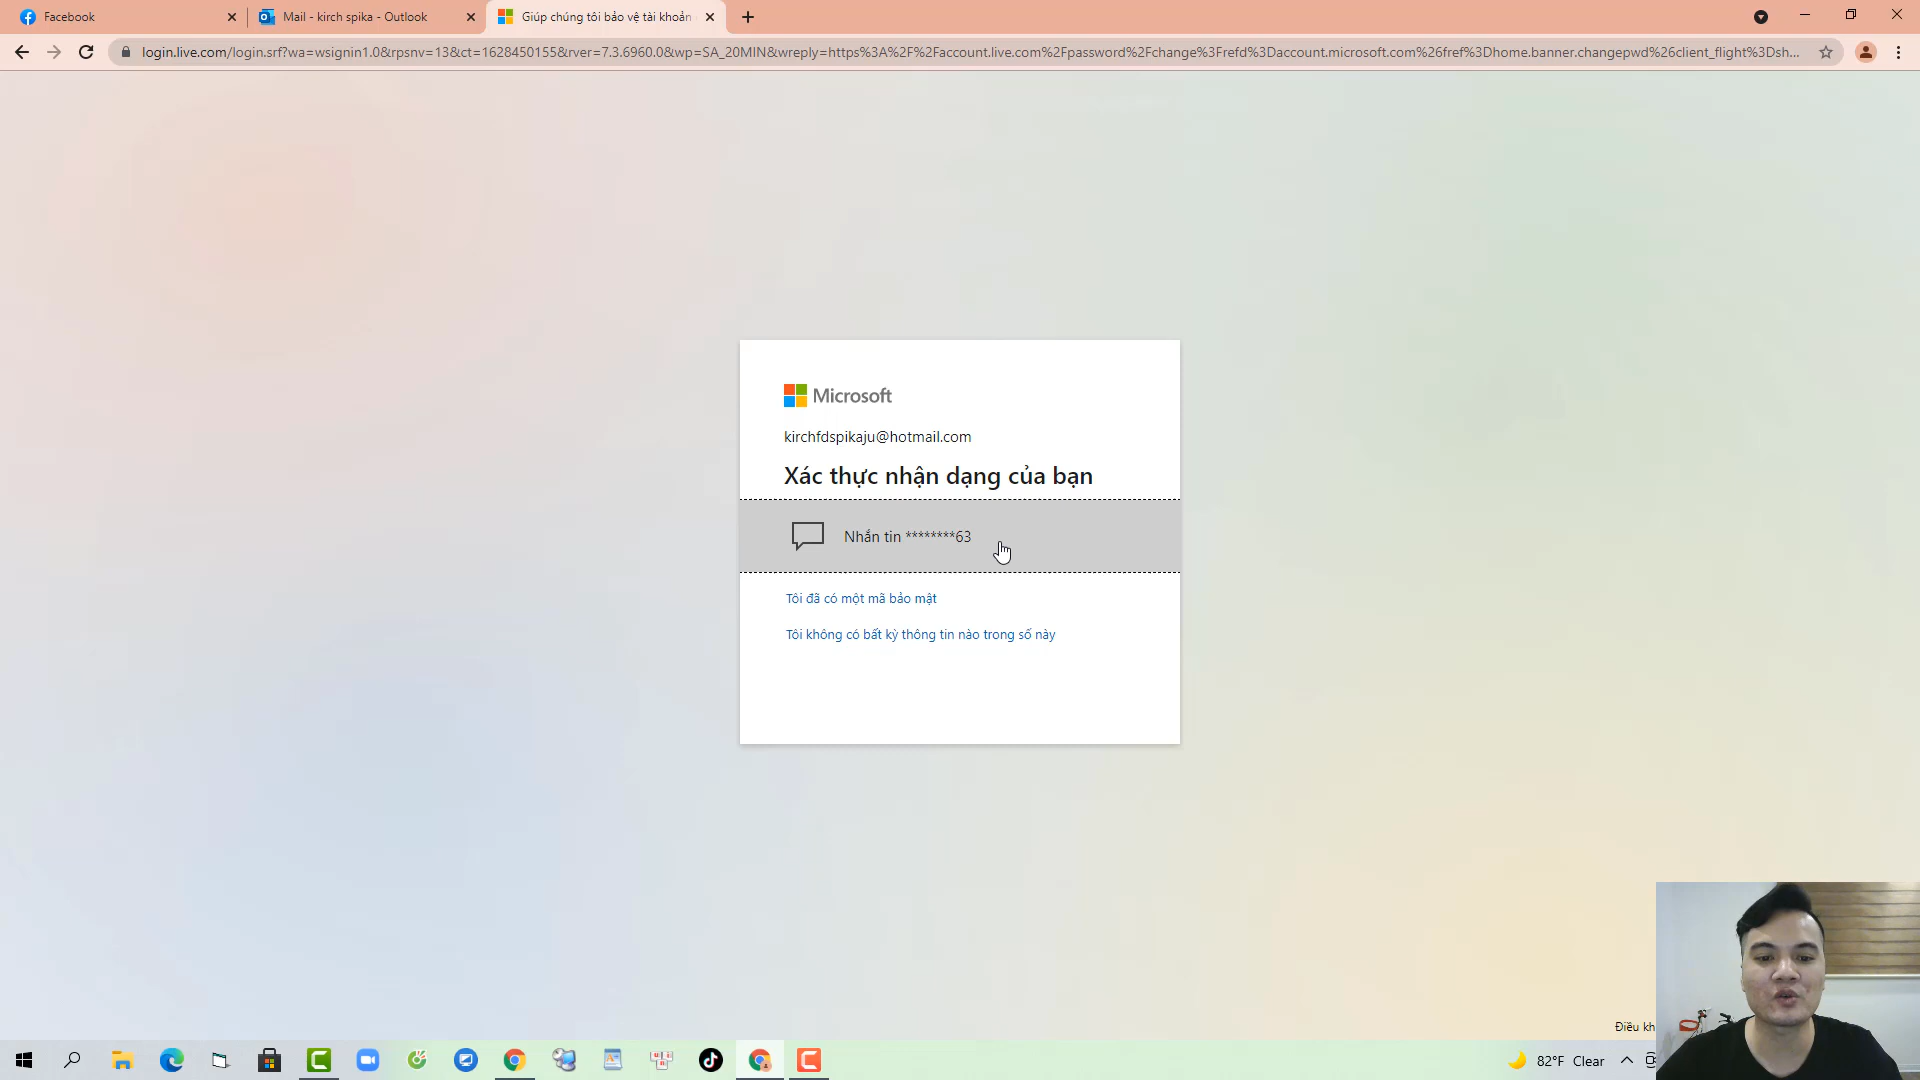 Facebook
Mail - kirch spika - Outlook
Giúp chúng tôi bảo vệ tài khoản
login.live.com/login.srf?wa=wsignin1.0&rpsnv=13&ct=1628450155&rver=7.3.6960.0&wp=SA_20MIN&wreply=https%3A%2F%2Faccount.live.com%2Fpassword%2Fchange%3Frefd%3Daccount.microsoft.com%26fref%3Dhome.banner.changepwd%26client_flight%3Dsh...
Microsoft
kirchfdspikaju@hotmail.com
Xác thực nhận dạng của bạn
Nhắn tin ********63
Tôi đã có một mã bảo mật
Tôi không có bất kỳ thông tin nào trong số này
Điều kh
82°F Clear